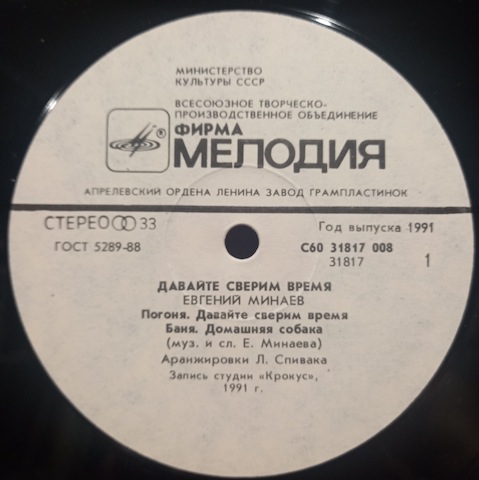 МИНИСТЕРСТВО
КУЛЬТУРЫ СССР
ВСЕСОЮЗНОЕ ТВОРЧЕСКО-
ПРОИЗВОДСТВЕННОЕ ОБЪЕДИНЕНИЕ
ФИРМА
МЕЛОДИЯ
АПРЕЛЕВСКИЙ ОРДЕНА ЛЕНИНА ЗАВОД ГРАМПЛАСТИНОК
СТЕРЕО 33
Год выпуска 1991
ГОСТ 5289-88
С60 31817 008
31817
1
ДАВАЙТЕ СВЕРИМ ВРЕМЯ
ЕВГЕНИЙ МИНАЕВ
Погоня. Давайте сверим время
Баня. Домашняя собака
(муз. и сл. Е. Минаева)
Аранжировки Л. Спивака
Запись студии «Крокус»,
1991 г.